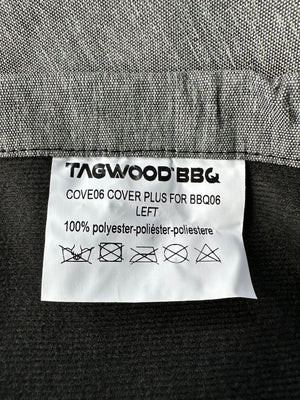 TAGWOOD BBQ
COVE06 COVER PLUS FOR BBQ06
LEFT
100% polyester-poliéster-poliestere